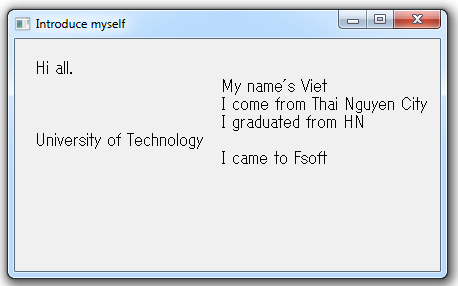 Introduce myself
Hi all.
My name's Viet
I come from Thai Nguyen City
I graduated from HN
University of Technology
I came to Fsoft